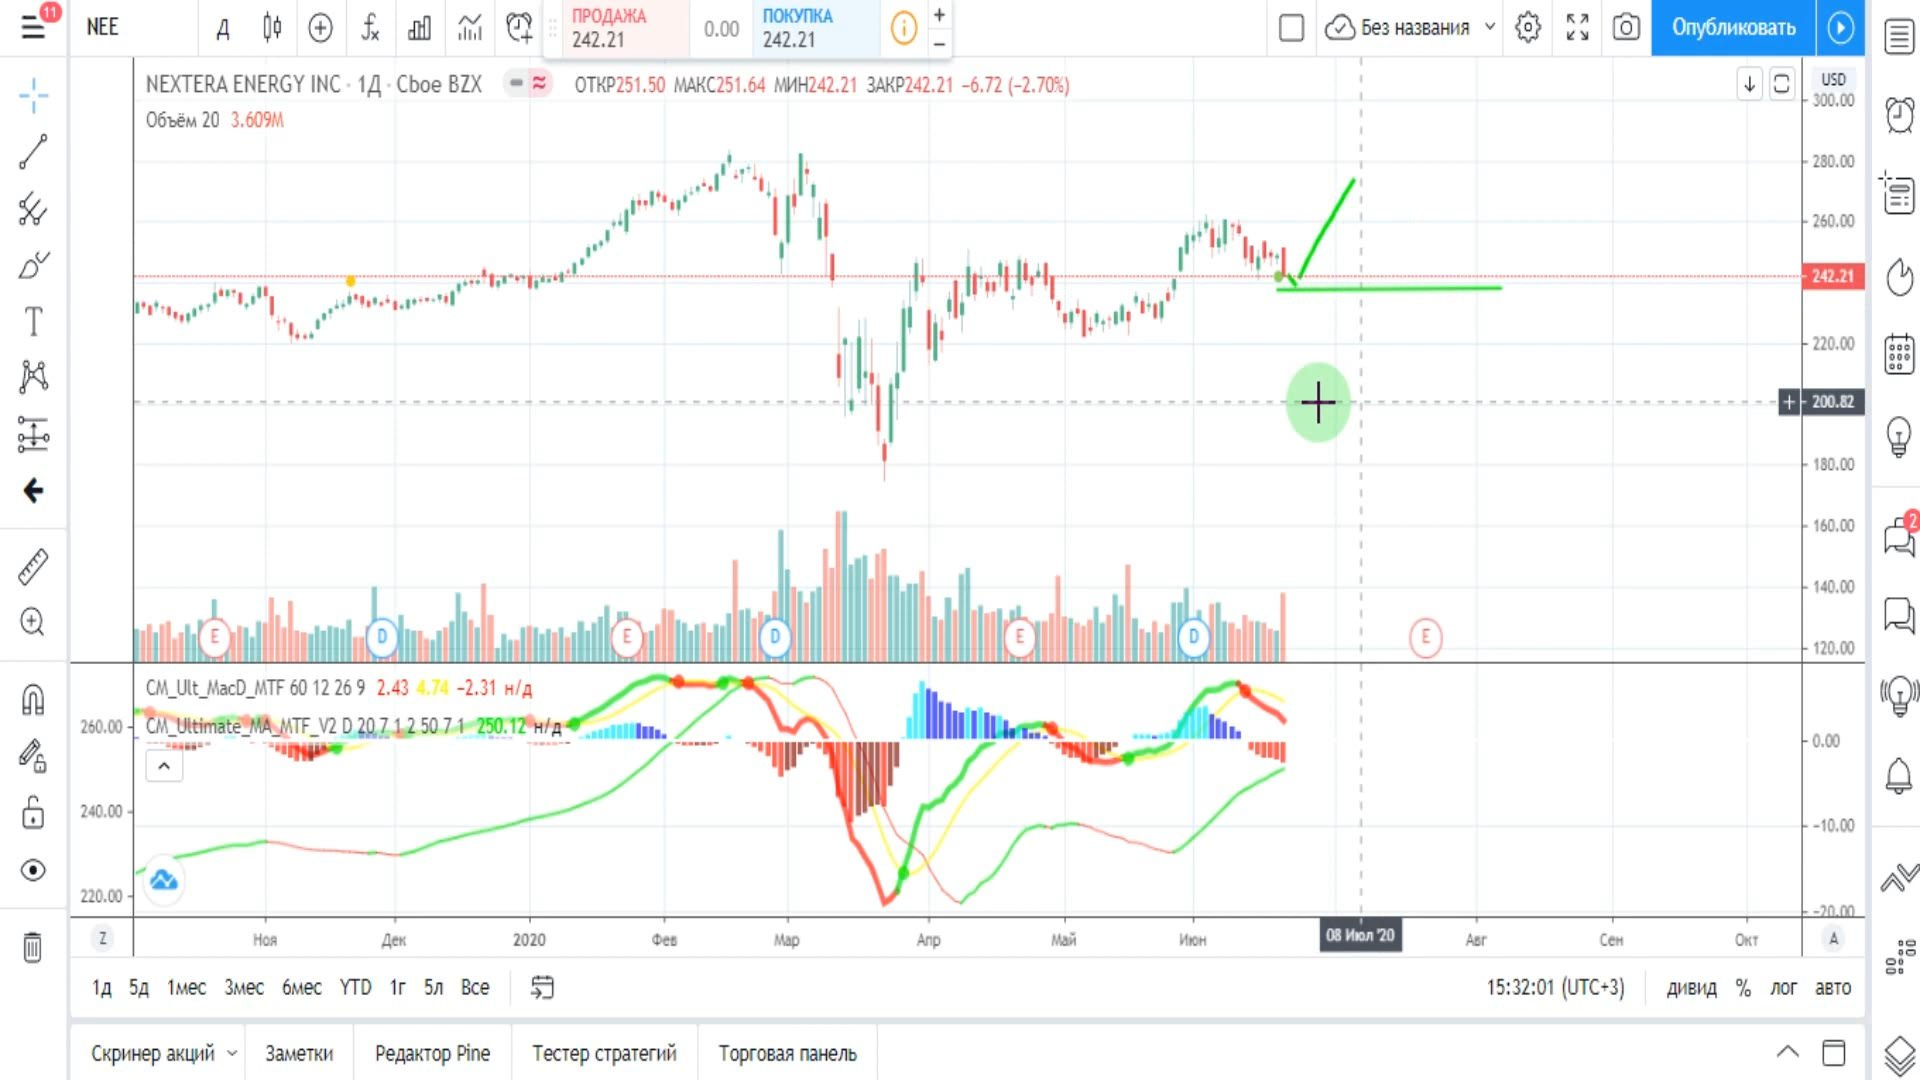 11
NEE
Д
ПРОДАЖА
242.21
0.00
ПОКУПКА
242.21
Без названия
Опубликовать
NEXTERA ENERGY INC · 1Д · Cboe BZX
ОТКР251.50 МАКС251.64 МИН242.21 ЗАКР242.21 −6.72 (−2.70%)
Объём 20 3.609M
USD
300.00
280.00
260.00
242.21
220.00
200.82
180.00
160.00
140.00
120.00
E
D
E
D
E
D
E
2
CM_Ult_MacD_MTF 60 12 26 9 2.43 4.74 −2.31 н/д
CM_Ultimate_MA_MTF_V2 D 20 7 1 2 50 7 1 250.12 н/д
260.00
240.00
220.00
0.00
−10.00
−20.00
Z
Ноя
Дек
2020
Фев
Мар
Апр
Май
Июн
08 Июл '20
Авг
Сен
Окт
A
1д 5д 1мес 3мес 6мес YTD 1г 5л Все
15:32:01 (UTC+3)
дивид % лог авто
Скринер акций
Заметки
Редактор Pine
Тестер стратегий
Торговая панель